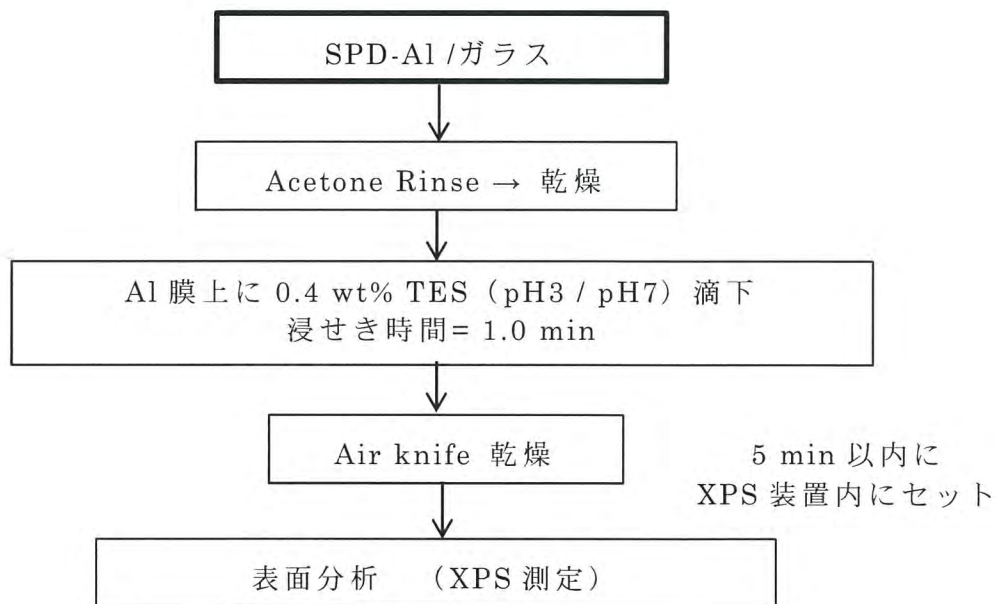 SPD-Al /ガラス
Acetone Rinse → 乾燥
Al 膜上に 0.4 wt% TES（pH3 / pH7）滴下
浸せき時間= 1.0 min
Air knife 乾燥
5 min 以内に
XPS 装置内にセット
表面分析　（XPS 測定）